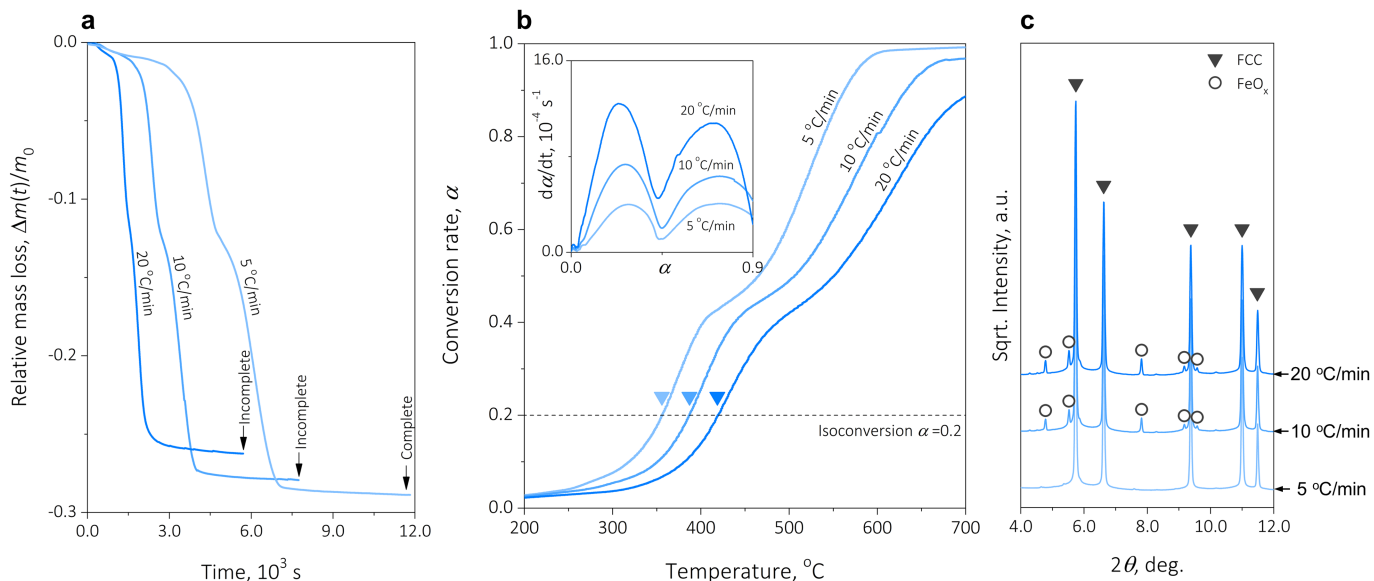 a
Relative mass loss, Δm(t)/m0
0.0
-0.1
-0.2
-0.3
20 °C/min
10 °C/min
5 °C/min
Incomplete
Incomplete
Complete
0.0 3.0 6.0 9.0 12.0
Time, 10³ s
b
Conversion rate, α
1.0
0.8
0.6
0.4
0.2
0.0
dα/dt, 10⁻⁴ s⁻¹
16.0
0.0
20 °C/min
10 °C/min
5 °C/min
0.0 α 0.9
5 °C/min
10 °C/min
20 °C/min
Isoconversion α =0.2
200 300 400 500 600 700
Temperature, °C
c
Sqrt. Intensity, a.u.
FCC
FeOx
20 °C/min
10 °C/min
5 °C/min
4.0 6.0 8.0 10.0 12.0
2θ, deg.